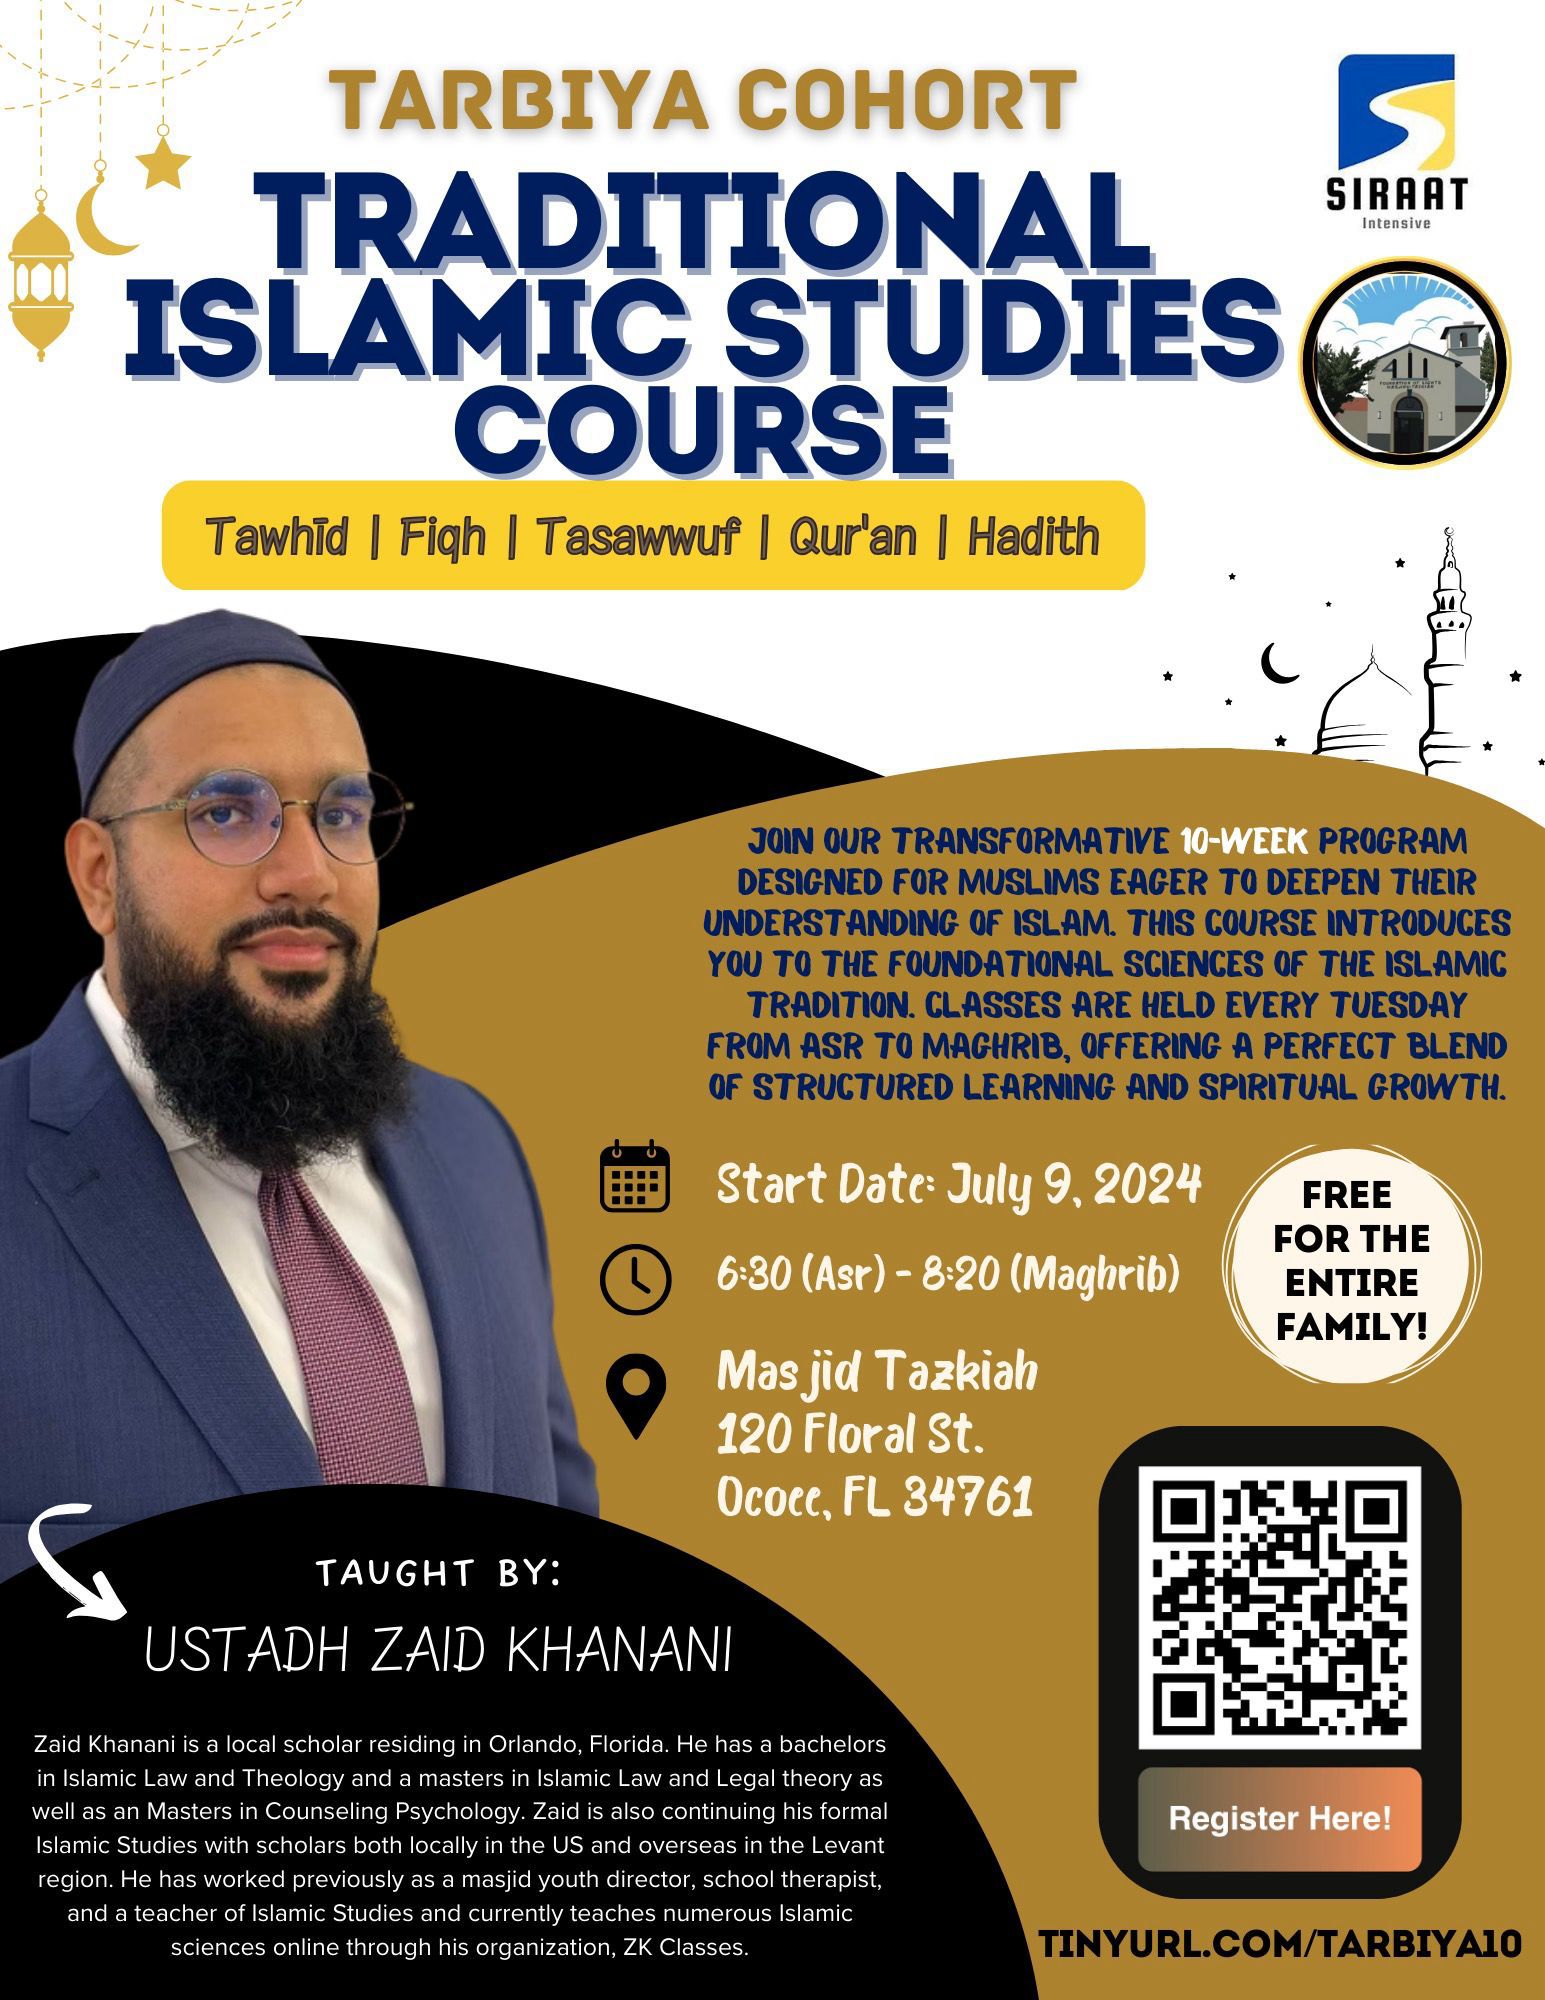 TARBIYA COHORT
TRADITIONAL
ISLAMIC STUDIES
COURSE
SIRAAT
Intensive
411
FOUNDATION OF LIGHTS
Tawhīd | Fiqh | Tasawwuf | Qur'an | Hadith
JOIN OUR TRANSFORMATIVE 10-WEEK PROGRAM
DESIGNED FOR MUSLIMS EAGER TO DEEPEN THEIR
UNDERSTANDING OF ISLAM. THIS COURSE INTRODUCES
YOU TO THE FOUNDATIONAL SCIENCES OF THE ISLAMIC
TRADITION. CLASSES ARE HELD EVERY TUESDAY
FROM ASR TO MAGHRIB, OFFERING A PERFECT BLEND
OF STRUCTURED LEARNING AND SPIRITUAL GROWTH.
Start Date: July 9, 2024
6:30 (Asr) - 8:20 (Maghrib)
Masjid Tazkiah
120 Floral St.
Ocoee, FL 34761
FREE
FOR THE
ENTIRE
FAMILY!
TAUGHT BY:
USTADH ZAID KHANANI
Zaid Khanani is a local scholar residing in Orlando, Florida. He has a bachelors
in Islamic Law and Theology and a masters in Islamic Law and Legal theory as
well as an Masters in Counseling Psychology. Zaid is also continuing his formal
Islamic Studies with scholars both locally in the US and overseas in the Levant
region. He has worked previously as a masjid youth director, school therapist,
and a teacher of Islamic Studies and currently teaches numerous Islamic
sciences online through his organization, ZK Classes.
Register Here!
TINYURL.COM/TARBIYA10